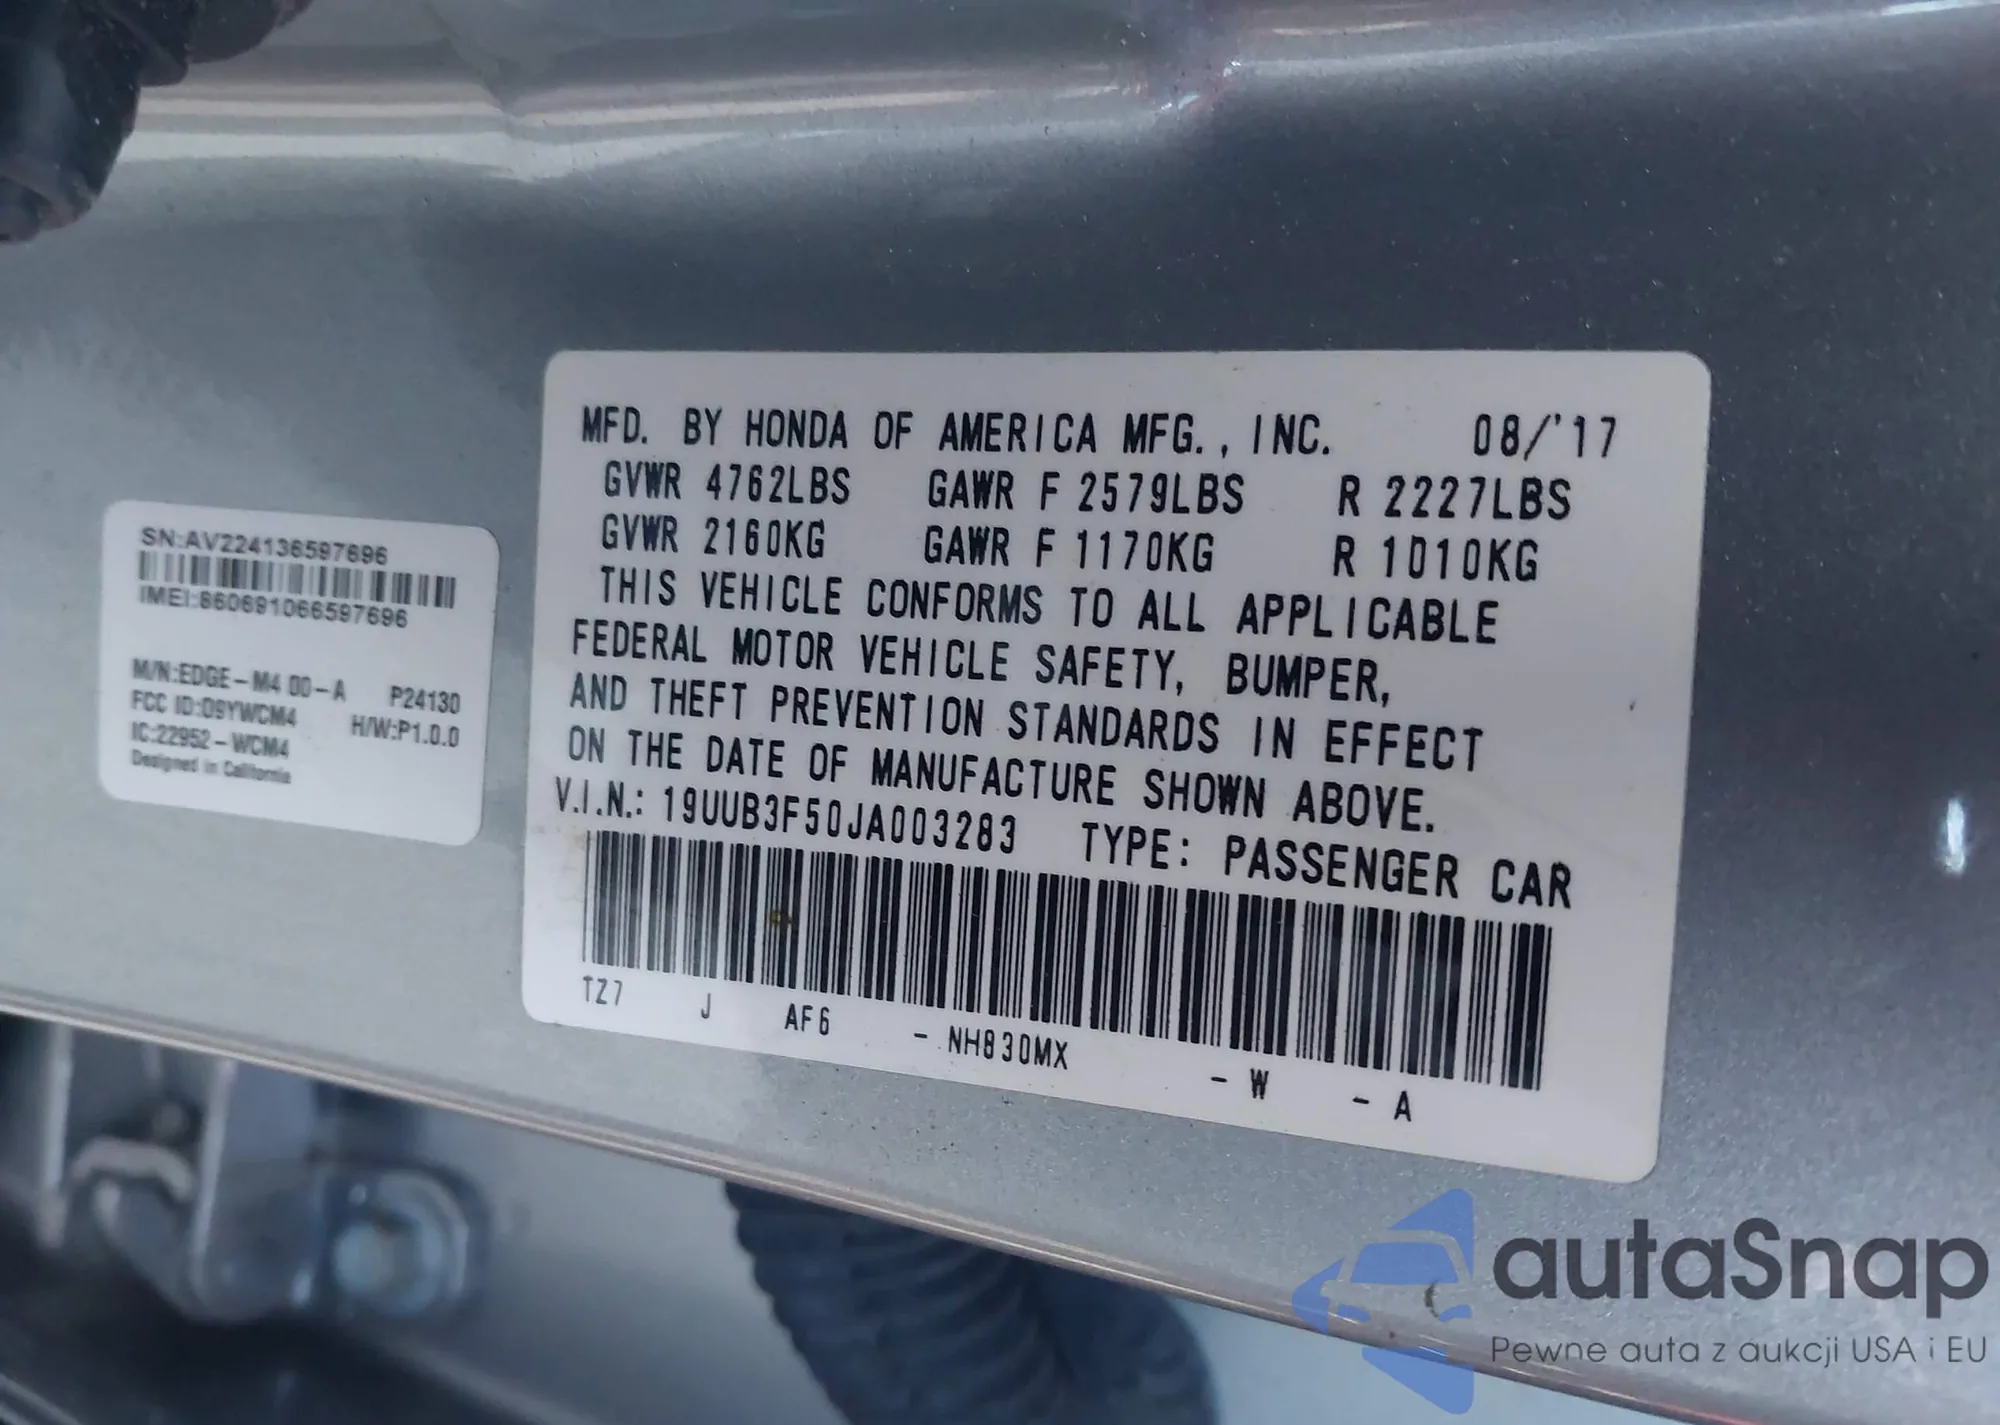 MFD. BY HONDA OF AMERICA MFG., INC. 08/'17
GVWR 4762LBS GAWR F 2579LBS R 2227LBS
GVWR 2160KG GAWR F 1170KG R 1010KG
THIS VEHICLE CONFORMS TO ALL APPLICABLE
FEDERAL MOTOR VEHICLE SAFETY, BUMPER,
AND THEFT PREVENTION STANDARDS IN EFFECT
ON THE DATE OF MANUFACTURE SHOWN ABOVE.
V.I.N.: 19UUB3F50JA003283 TYPE: PASSENGER CAR
TZ7 J AF6 - NH830MX - W - A
SN:AV224136597696
IMEI:860691066597696
M/N:EDGE-M4 00-A P24130
FCC ID:O9YWCM4 H/W:P1.0.0
IC:22952-WCM4
Designed in California
autaSnap
Pewne auta z aukcji USA i EU